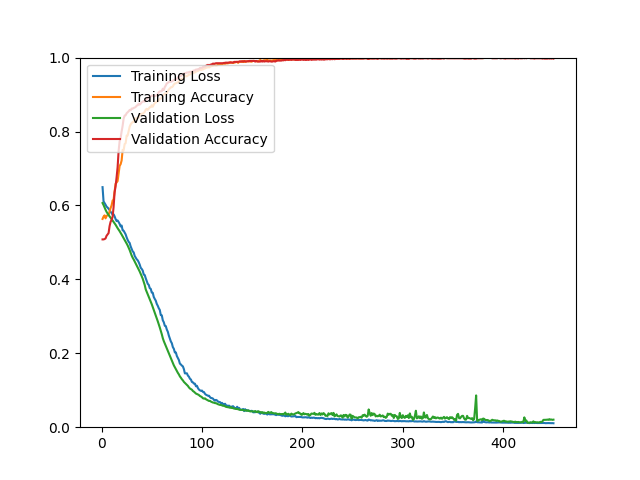 1.0
0.8
0.6
0.4
0.2
0.0
Training Loss
Training Accuracy
Validation Loss
Validation Accuracy
0 100 200 300 400